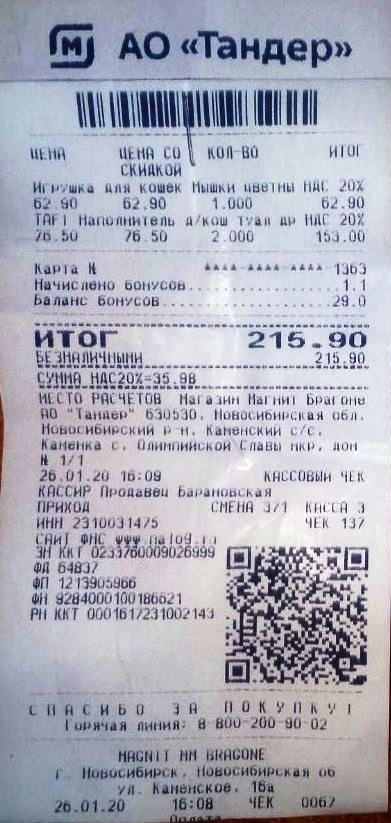 М АО «Тандер»
ЦЕНА ЦЕНА СО КОЛ-ВО ИТОГ
СКИДКОЙ
Игрушка для кошек Мышки цветны НДС 20%
62.90 62.90 1.000 62.90
TAFI Наполнитель д/кош туал др НДС 20%
76.50 76.50 2.000 153.00
Карта № ****-****-****-1363
Начислено бонусов..................1.1
Баланс бонусов....................29.0
ИТОГ 215.90
БЕЗНАЛИЧНЫМИ 215.90
СУММА НДС20%=35.98
МЕСТО РАСЧЕТОВ Магазин Магнит Брагоне
АО "Тандер" 630530, Новосибирская обл,
Новосибирский р-н, Каменский с/с,
Каменка с, Олимпийской Славы мкр, дом
№ 1/1
26.01.20 16:09 КАССОВЫЙ ЧЕК
КАССИР Продавец Барановская
ПРИХОД СМЕНА 371 КАССА 3
ИНН 2310031475 ЧЕК 137
САЙТ ФНС www.nalog.ru
ЗН ККТ 0233760009026999
ФД 64837
ФП 1213905966
ФН 9284000100186621
РН ККТ 0001617231002143
СПАСИБО ЗА ПОКУПКУ!
Горячая линия: 8-800-200-90-02
MAGNIT MM BRAGONE
Г. Новосибирск, Новосибирская об
ул. Каменское, 16а
26.01.20 16:08 ЧЕК 0067
Оплата